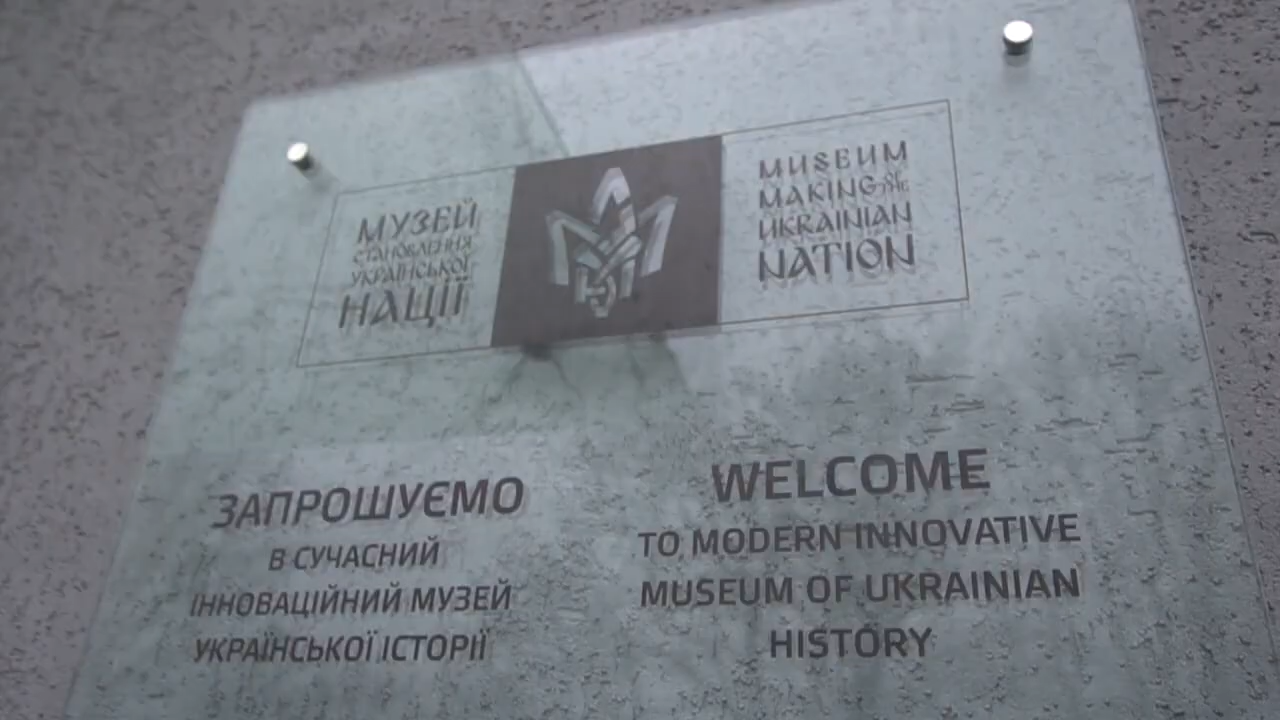 МУЗЕЙ
СТАНОВЛЕННЯ
УКРАЇНСЬКОЇ
НАЦІЇ
MUSEUM
MAKING OF THE
UKRAINIAN
NATION
ЗАПРОШУЄМО
В СУЧАСНИЙ
ІННОВАЦІЙНИЙ МУЗЕЙ
УКРАЇНСЬКОЇ ІСТОРІЇ
WELCOME
TO MODERN INNOVATIVE
MUSEUM OF UKRAINIAN
HISTORY